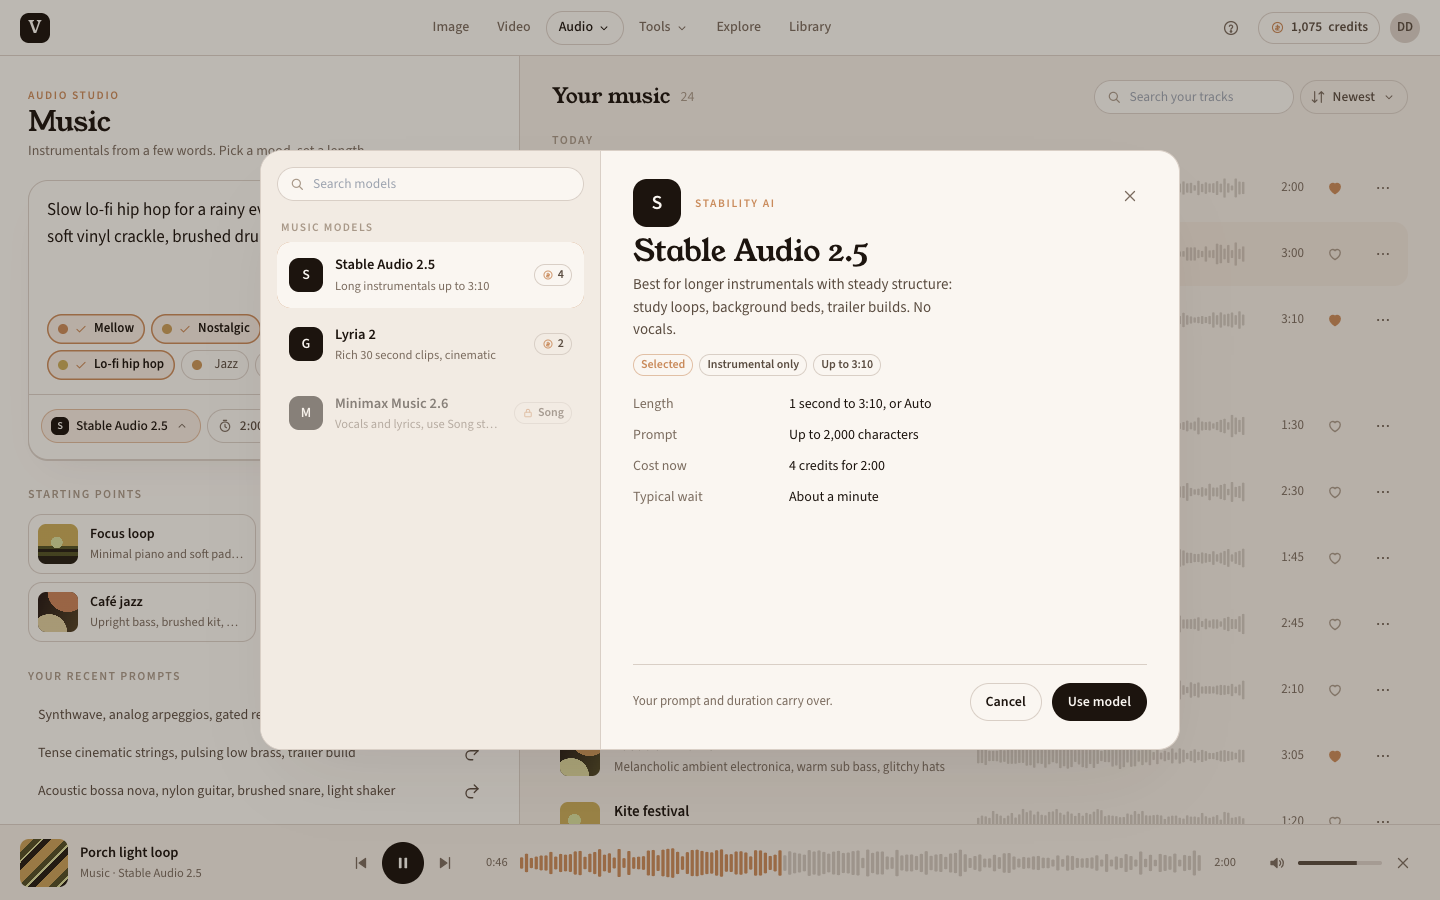 V
Image
Video
Audio
Tools
Explore
Library
1,075 credits
DD
AUDIO STUDIO
Music
Instrumentals from a few words. Pick a mood, set a length
Slow lo-fi hip hop for a rainy ev
soft vinyl crackle, brushed dru
Mellow
Nostalgic
Lo-fi hip hop
Jazz
S Stable Audio 2.5
2:00
STARTING POINTS
Focus loop
Minimal piano and soft pad...
Café jazz
Upright bass, brushed kit, ...
YOUR RECENT PROMPTS
Synthwave, analog arpeggios, gated re
Tense cinematic strings, pulsing low brass, trailer build
Acoustic bossa nova, nylon guitar, brushed snare, light shaker
Your music 24
Search your tracks
Newest
TODAY
2:00
3:00
3:10
1:30
2:30
1:45
2:45
2:10
3:05
Melancholic ambient electronica, warm sub bass, glitchy hats
Kite festival
1:20
Search models
MUSIC MODELS
S
Stable Audio 2.5
Long instrumentals up to 3:10
4
G
Lyria 2
Rich 30 second clips, cinematic
2
M
Minimax Music 2.6
Vocals and lyrics, use Song st...
Song
S
STABILITY AI
Stable Audio 2.5
Best for longer instrumentals with steady structure:
study loops, background beds, trailer builds. No
vocals.
Selected
Instrumental only
Up to 3:10
Length 1 second to 3:10, or Auto
Prompt Up to 2,000 characters
Cost now 4 credits for 2:00
Typical wait About a minute
Your prompt and duration carry over.
Cancel
Use model
Porch light loop
Music · Stable Audio 2.5
0:46
2:00